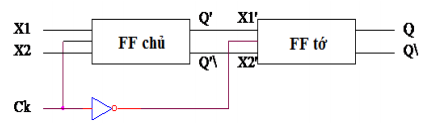 X1 Q' X1' Q
FF chủ FF tớ
X2 Q'\ X2' Q\
Ck